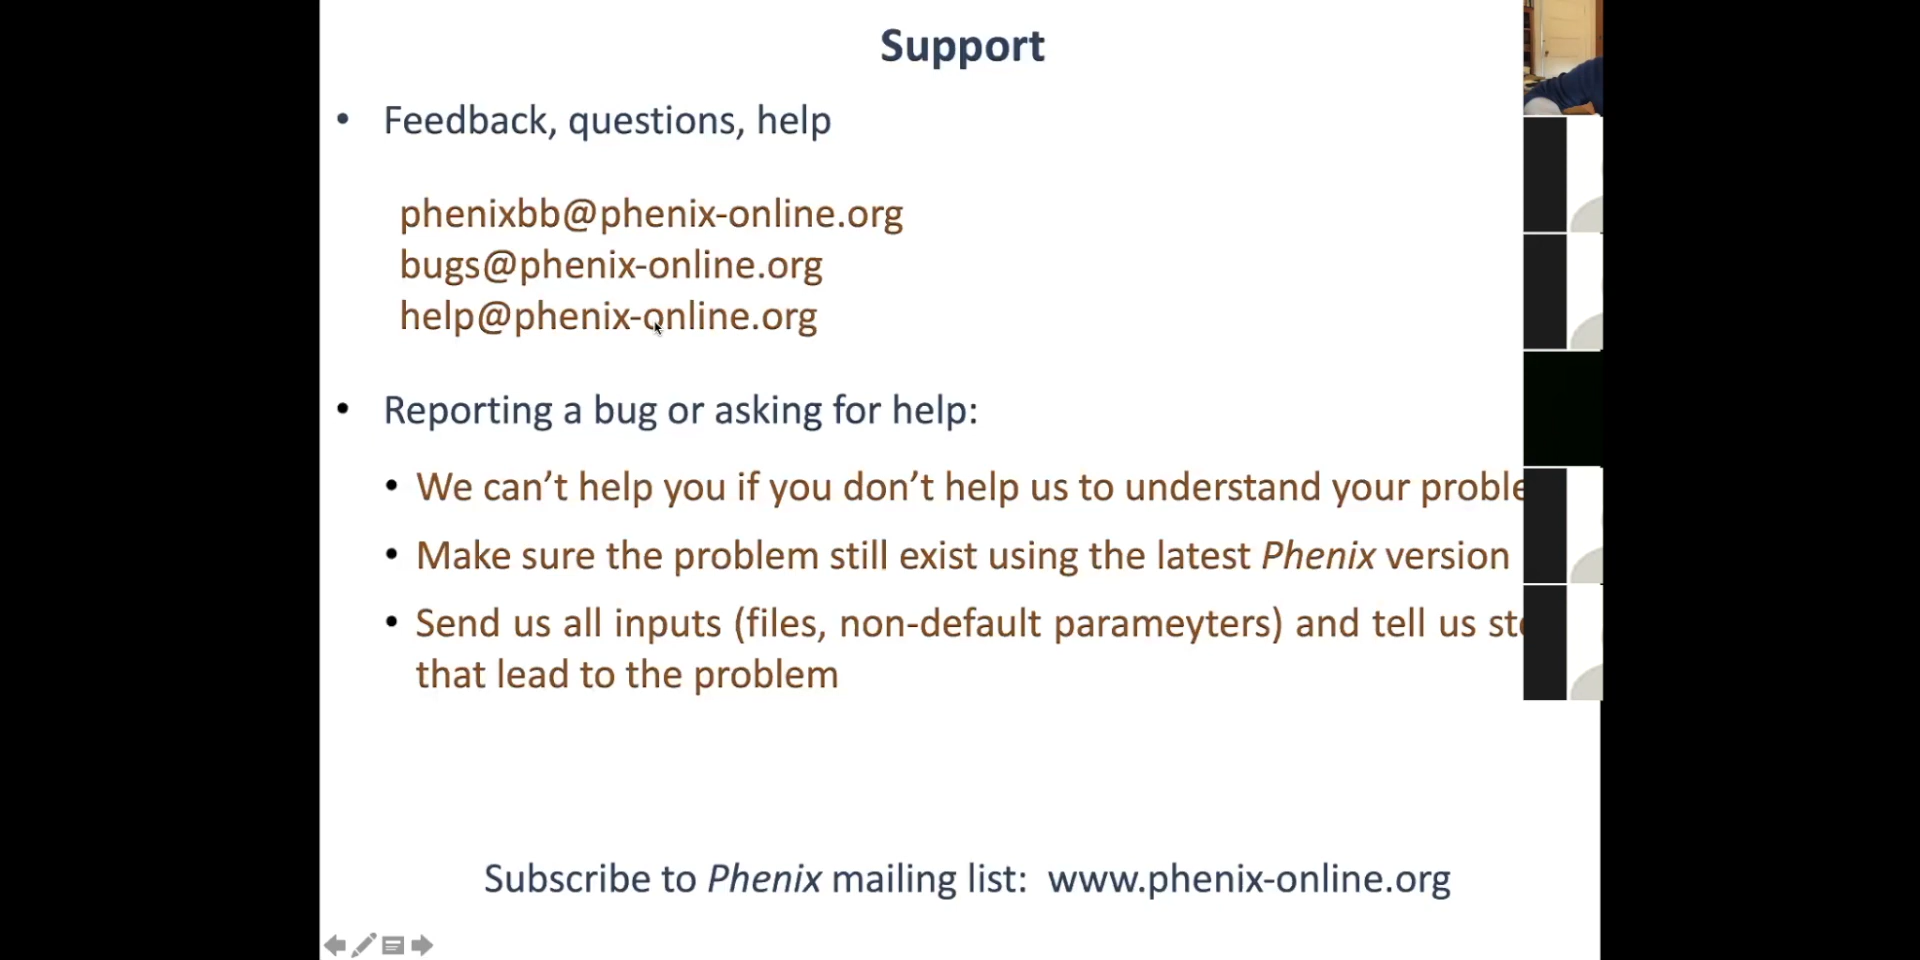 Support
• Feedback, questions, help
phenixbb@phenix-online.org
bugs@phenix-online.org
help@phenix-online.org
• Reporting a bug or asking for help:
• We can’t help you if you don’t help us to understand your
• Make sure the problem still exist using the latest Phenix version
• Send us all inputs (files, non-default parameyters) and tell us
that lead to the problem
Subscribe to Phenix mailing list: www.phenix-online.org